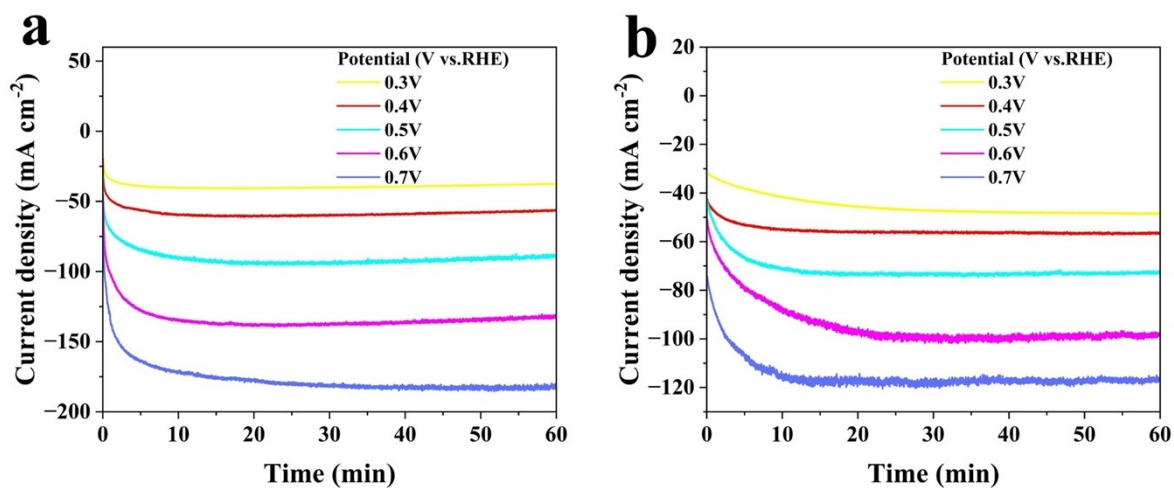 a
Potential (V vs.RHE)
0.3V
0.4V
0.5V
0.6V
0.7V
50
0
−50
−100
−150
−200
Current density (mA cm⁻²)
0 10 20 30 40 50 60
Time (min)
b
Potential (V vs.RHE)
0.3V
0.4V
0.5V
0.6V
0.7V
20
0
−20
−40
−60
−80
−100
−120
Current density (mA cm⁻²)
0 10 20 30 40 50 60
Time (min)